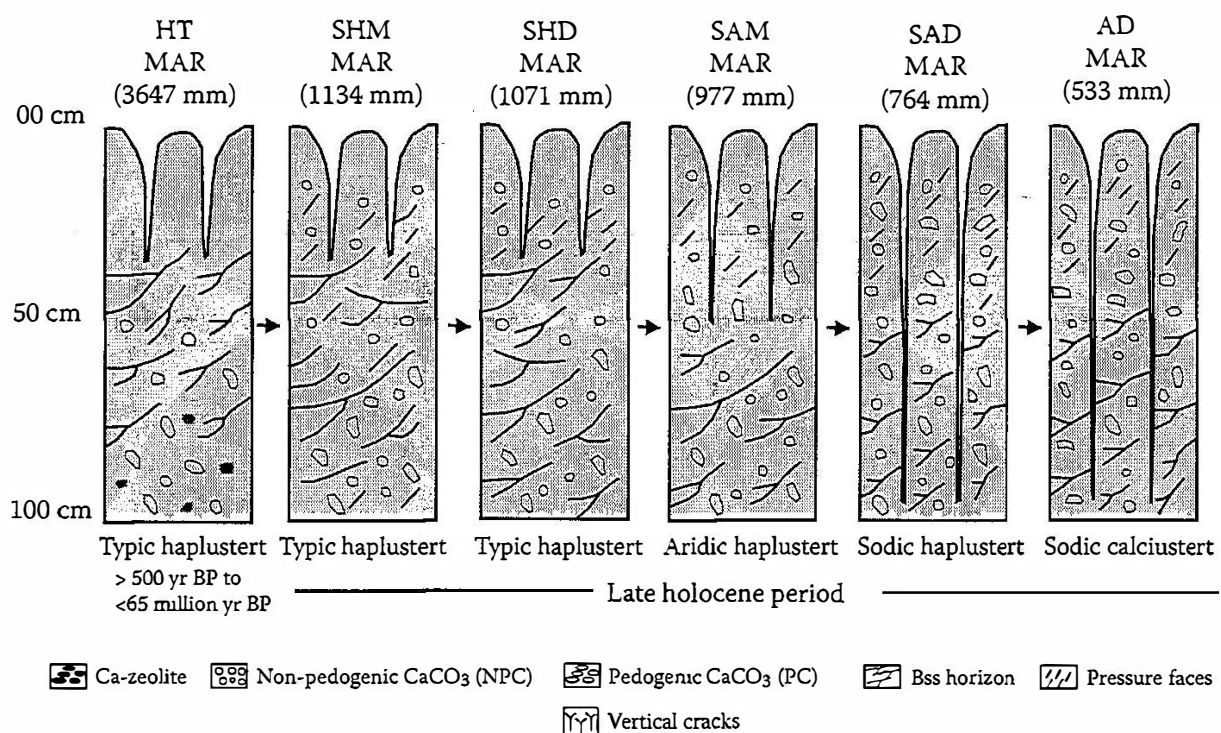 HT
MAR
(3647 mm)
SHM
MAR
(1134 mm)
SHD
MAR
(1071 mm)
SAM
MAR
(977 mm)
SAD
MAR
(764 mm)
AD
MAR
(533 mm)
00 cm
50 cm
100 cm
Typic haplustert
Typic haplustert
Typic haplustert
Aridic haplustert
Sodic haplustert
Sodic calciustert
> 500 yr BP to
<65 million yr BP
Late holocene period
Ca-zeolite
Non-pedogenic CaCO₃ (NPC)
Pedogenic CaCO₃ (PC)
Bss horizon
Pressure faces
Vertical cracks